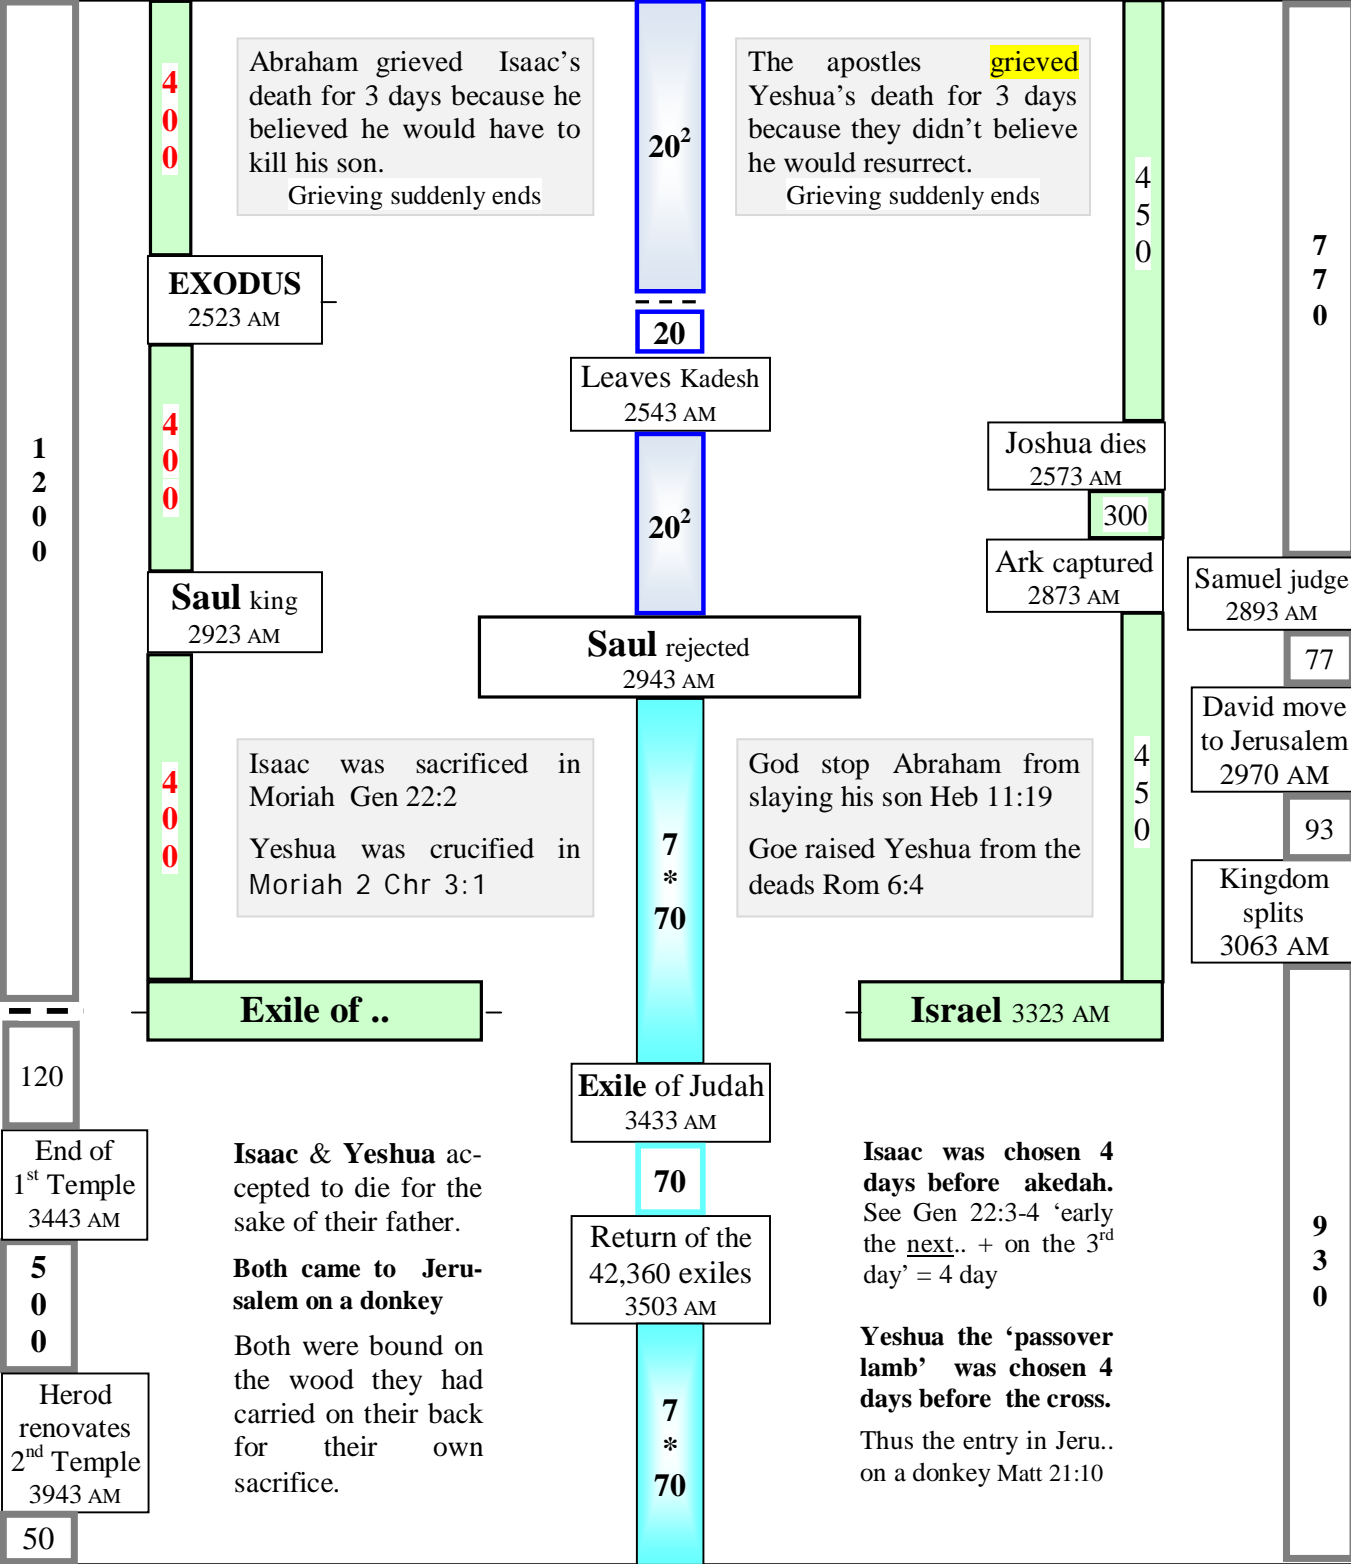 1
2
0
0
120
End of
1st Temple
3443 AM
5
0
0
Herod
renovates
2nd Temple
3943 AM
50
4
0
0
EXODUS
2523 AM
4
0
0
Saul king
2923 AM
4
0
0
Exile of ..
Abraham grieved Isaac’s
death for 3 days because he
believed he would have to
kill his son.
Grieving suddenly ends
Isaac was sacrificed in
Moriah Gen 22:2
Yeshua was crucified in
Moriah 2 Chr 3:1
Isaac & Yeshua ac-
cepted to die for the
sake of their father.
Both came to Jeru-
salem on a donkey
Both were bound on
the wood they had
carried on their back
for their own
sacrifice.
20²
20
Leaves Kadesh
2543 AM
20²
Saul rejected
2943 AM
7
*
70
Exile of Judah
3433 AM
70
Return of the
42,360 exiles
3503 AM
7
*
70
The apostles grieved
Yeshua’s death for 3 days
because they didn’t believe
he would resurrect.
Grieving suddenly ends
God stop Abraham from
slaying his son Heb 11:19
Goe raised Yeshua from the
deads Rom 6:4
4
5
0
Joshua dies
2573 AM
300
Ark captured
2873 AM
4
5
0
Israel 3323 AM
Isaac was chosen 4
days before akedah.
See Gen 22:3-4 ‘early
the next.. + on the 3rd
day’ = 4 day
Yeshua the ‘passover
lamb’ was chosen 4
days before the cross.
Thus the entry in Jeru..
on a donkey Matt 21:10
7
7
0
Samuel judge
2893 AM
77
David move
to Jerusalem
2970 AM
93
Kingdom
splits
3063 AM
9
3
0